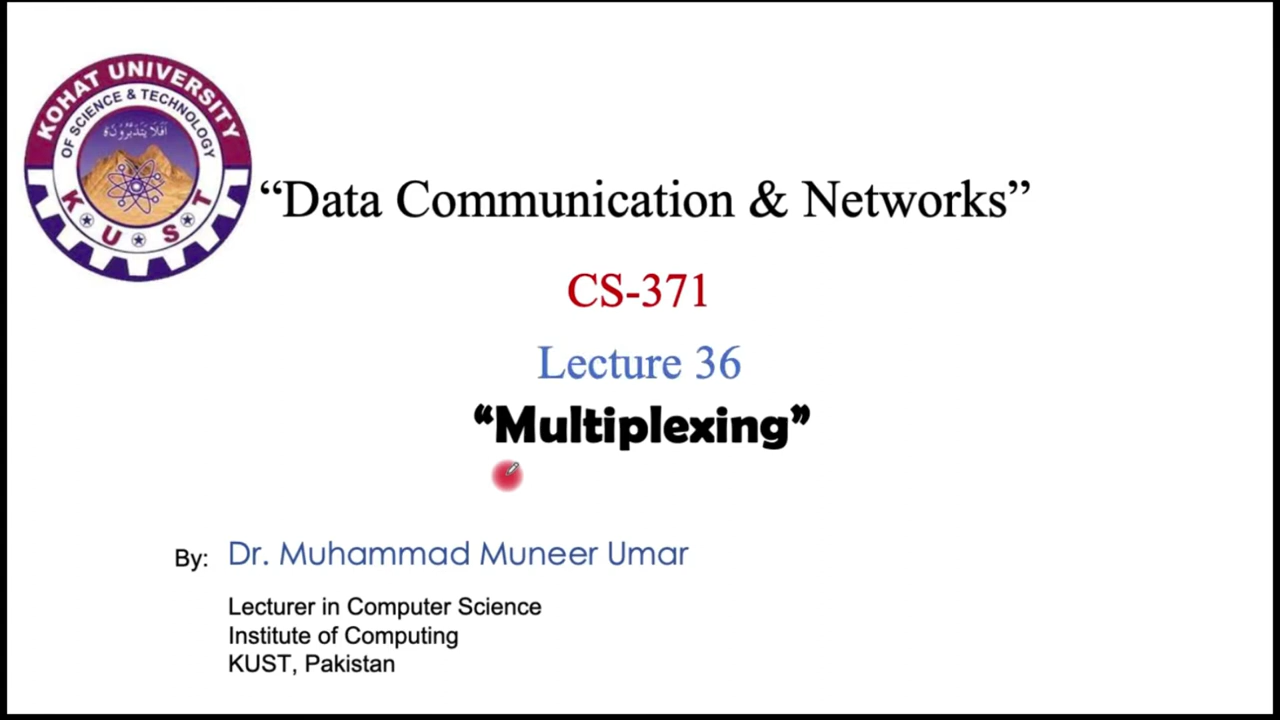 KOHAT UNIVERSITY
OF SCIENCE & TECHNOLOGY
أَفَلَا يَتَدَبَّرُونَ
K U S T
“Data Communication & Networks”
CS-371
Lecture 36
“Multiplexing”
By: Dr. Muhammad Muneer Umar
Lecturer in Computer Science
Institute of Computing
KUST, Pakistan